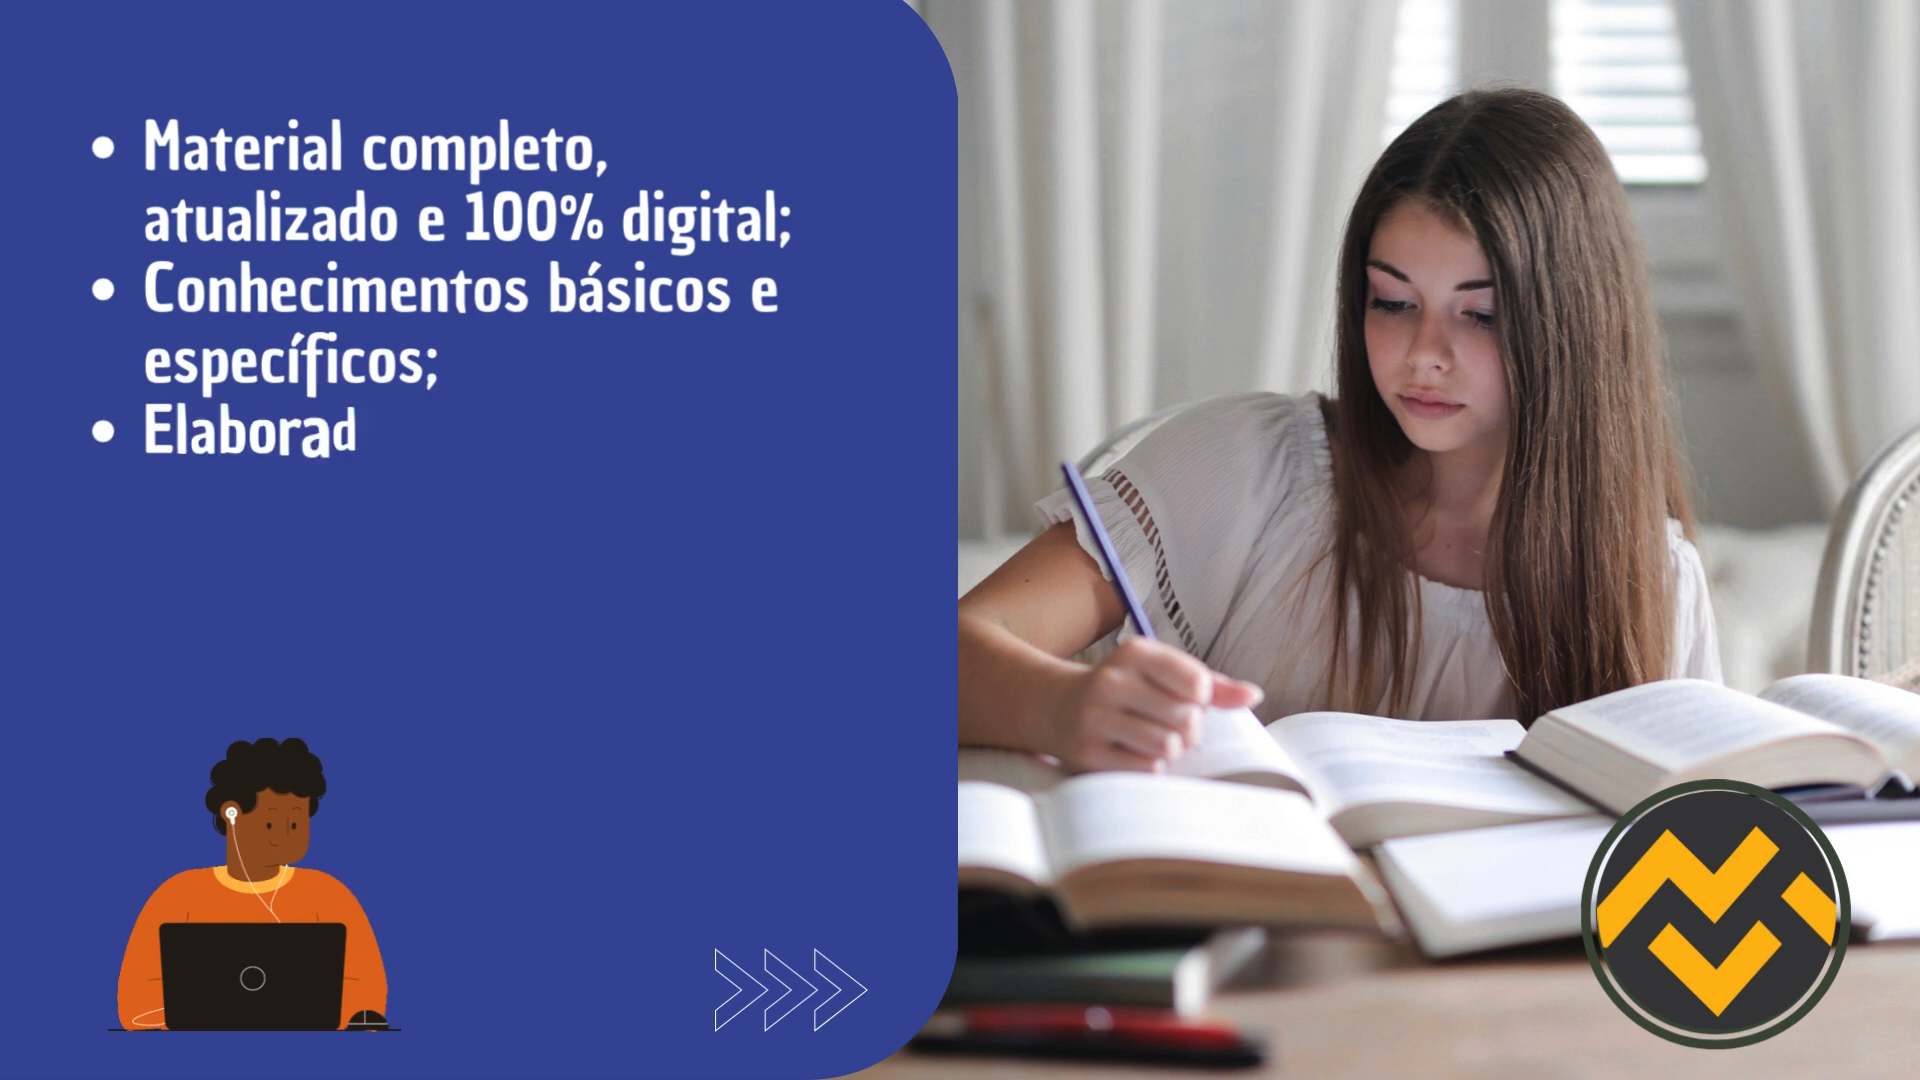 • Material completo,
atualizado e 100% digital;
• Conhecimentos básicos e
específicos;
• Elaborad